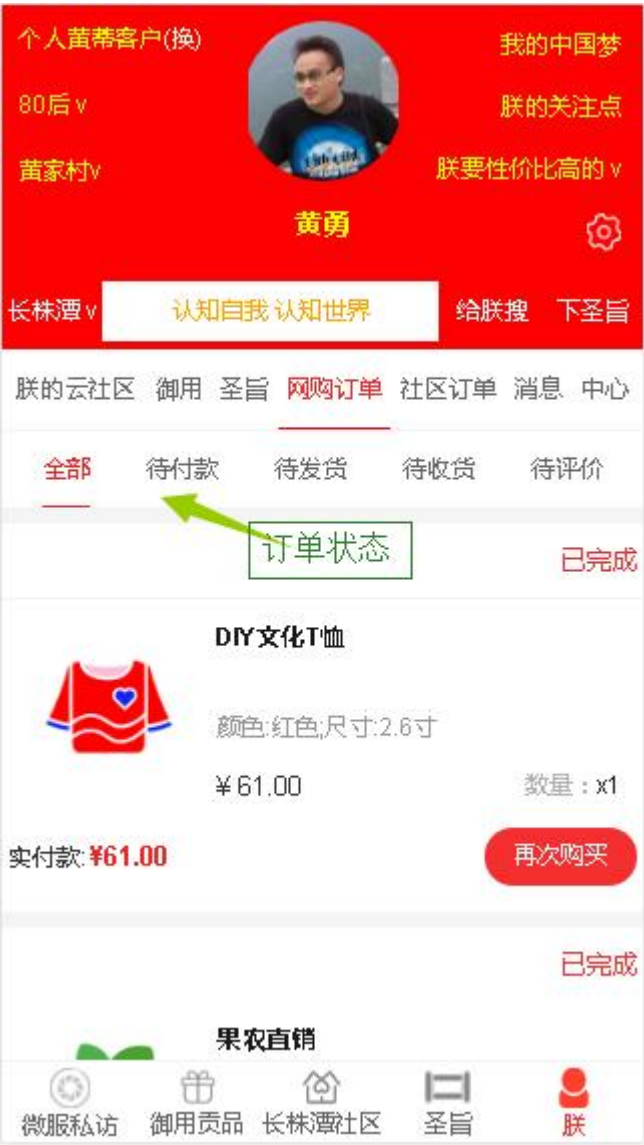 个人黄蒂客户(换)
我的中国梦
80后 v
朕的关注点
黄家村v
朕要性价比高的 v
黄勇
长株潭 v 认知自我 认知世界 给朕搜 下圣旨
朕的云社区 御用 圣旨 网购订单 社区订单 消息 中心
全部 待付款 待发货 待收货 待评价
订单状态
已完成
DIY文化T恤
颜色:红色;尺寸:2.6寸
¥61.00 数量：x1
实付款:¥61.00 再次购买
已完成
果农直销
微服私访 御用贡品 长株潭社区 圣旨 朕